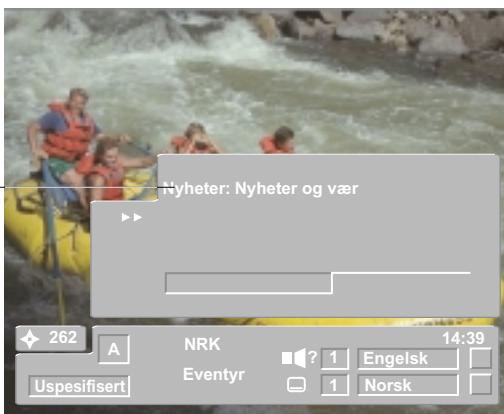 Nyheter: Nyheter og vær
262
A
NRK
14:39
? 1 Engelsk
Uspesifisert
Eventyr
1 Norsk